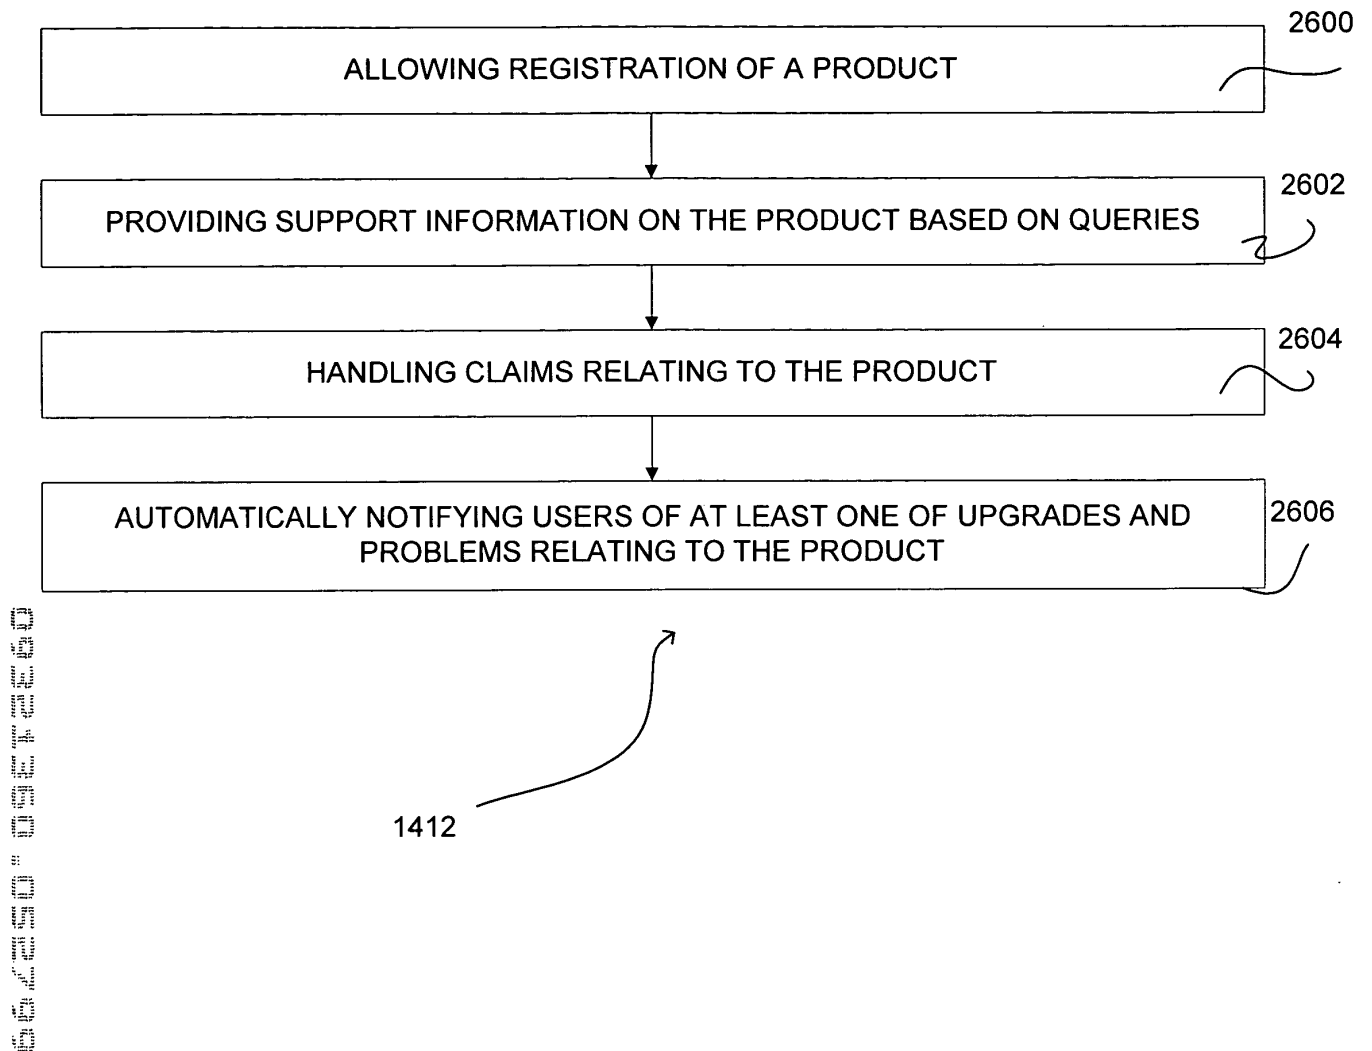 2600
ALLOWING REGISTRATION OF A PRODUCT
2602
PROVIDING SUPPORT INFORMATION ON THE PRODUCT BASED ON QUERIES
2604
HANDLING CLAIMS RELATING TO THE PRODUCT
2606
AUTOMATICALLY NOTIFYING USERS OF AT LEAST ONE OF UPGRADES AND
PROBLEMS RELATING TO THE PRODUCT
1412